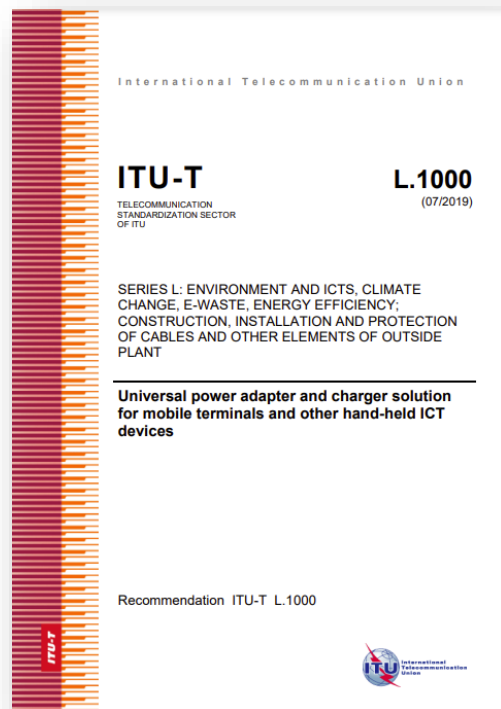 International Telecommunication Union
ITU-T
L.1000
TELECOMMUNICATION
STANDARDIZATION SECTOR
OF ITU
(07/2019)
SERIES L: ENVIRONMENT AND ICTS, CLIMATE
CHANGE, E-WASTE, ENERGY EFFICIENCY;
CONSTRUCTION, INSTALLATION AND PROTECTION
OF CABLES AND OTHER ELEMENTS OF OUTSIDE
PLANT
Universal power adapter and charger solution
for mobile terminals and other hand-held ICT
devices
Recommendation ITU-T L.1000
ITU-T
ITU
International
Telecommunication
Union